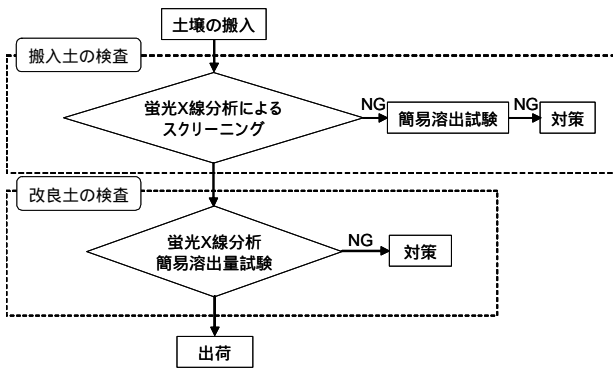 土壌の搬入
搬入土の検査
蛍光X線分析による
スクリーニング
NG
簡易溶出試験
NG
対策
改良土の検査
蛍光X線分析
簡易溶出量試験
NG
対策
出荷